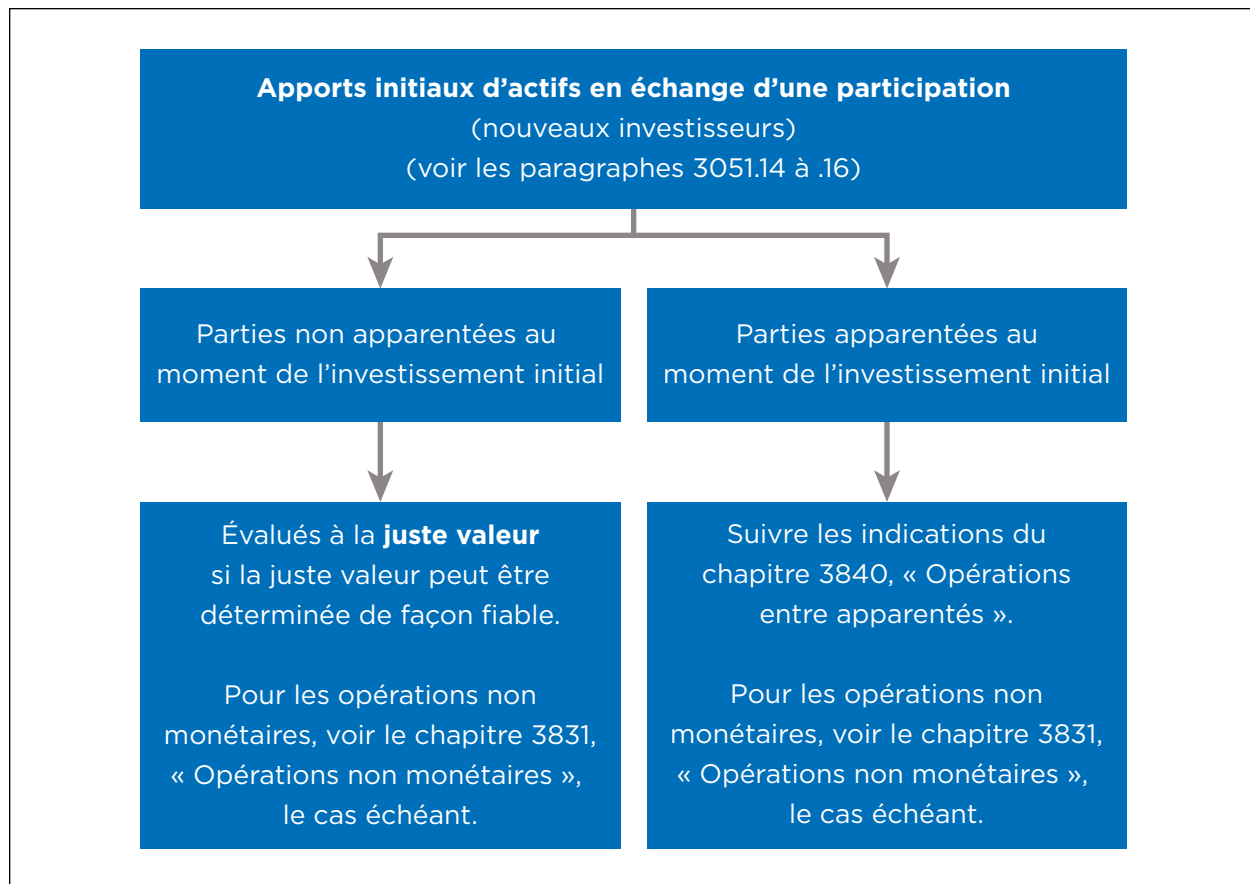 Apports initiaux d’actifs en échange d’une participation
(nouveaux investisseurs)
(voir les paragraphes 3051.14 à .16)
Parties non apparentées au
moment de l’investissement initial
Parties apparentées au
moment de l’investissement initial
Évalués à la juste valeur
si la juste valeur peut être
déterminée de façon fiable.
Pour les opérations non
monétaires, voir le chapitre 3831,
« Opérations non monétaires »,
le cas échéant.
Suivre les indications du
chapitre 3840, « Opérations
entre apparentés ».
Pour les opérations non
monétaires, voir le chapitre 3831,
« Opérations non monétaires »,
le cas échéant.